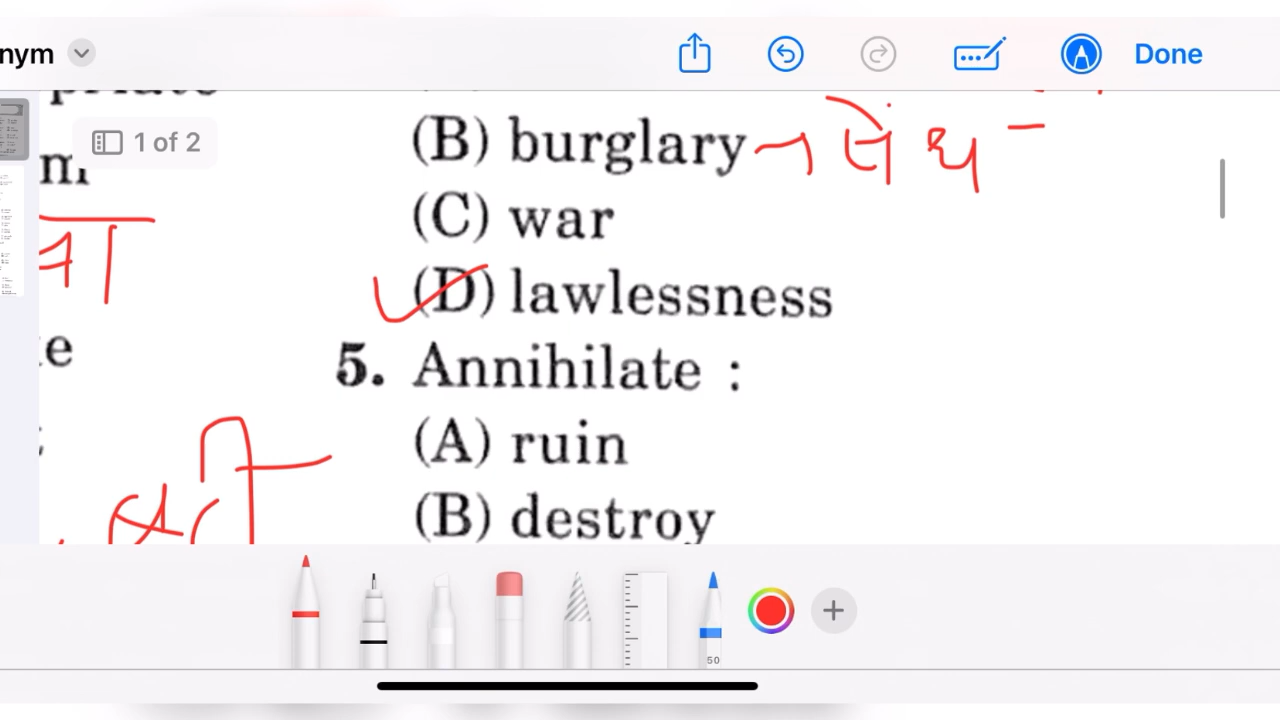 nym
Done
1 of 2
(B) burglary
(C) war
(D) lawlessness
5. Annihilate :
(A) ruin
(B) destroy
50